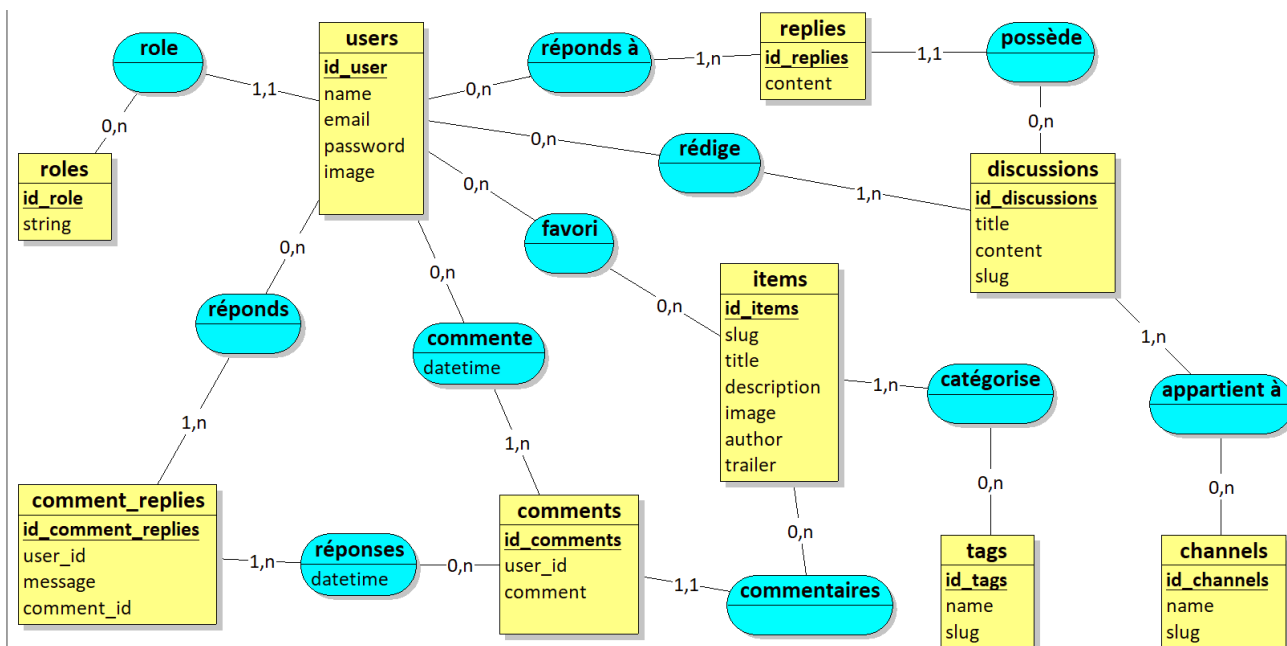 role
users
id_user
name
email
password
image
réponds à
replies
id_replies
content
possède
1,1
0,n
1,n
1,1
0,n
0,n
roles
id_role
string
0,n
rédige
1,n
discussions
id_discussions
title
content
slug
0,n
favori
0,n
0,n
réponds
0,n
commente
datetime
items
id_items
slug
title
description
image
author
trailer
1,n
catégorise
1,n
appartient à
1,n
1,n
0,n
0,n
0,n
comment_replies
id_comment_replies
user_id
message
comment_id
1,n
réponses
datetime
0,n
comments
id_comments
user_id
comment
1,1
commentaires
tags
id_tags
name
slug
channels
id_channels
name
slug